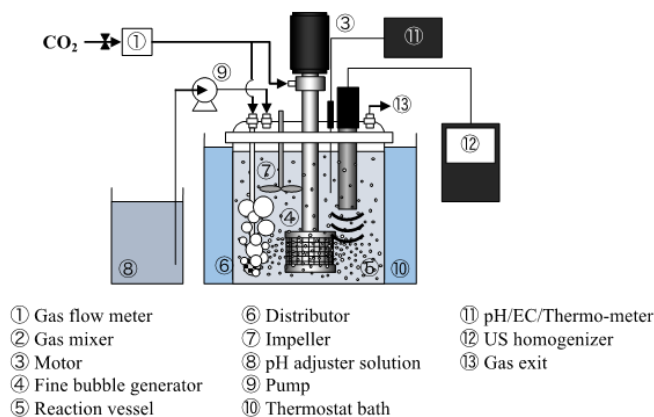 CO₂
①
③
⑪
⑨
⑬
⑫
⑦
④
⑧
⑥
⑤
⑩
① Gas flow meter
② Gas mixer
③ Motor
④ Fine bubble generator
⑤ Reaction vessel
⑥ Distributor
⑦ Impeller
⑧ pH adjuster solution
⑨ Pump
⑩ Thermostat bath
⑪ pH/EC/Thermo-meter
⑫ US homogenizer
⑬ Gas exit